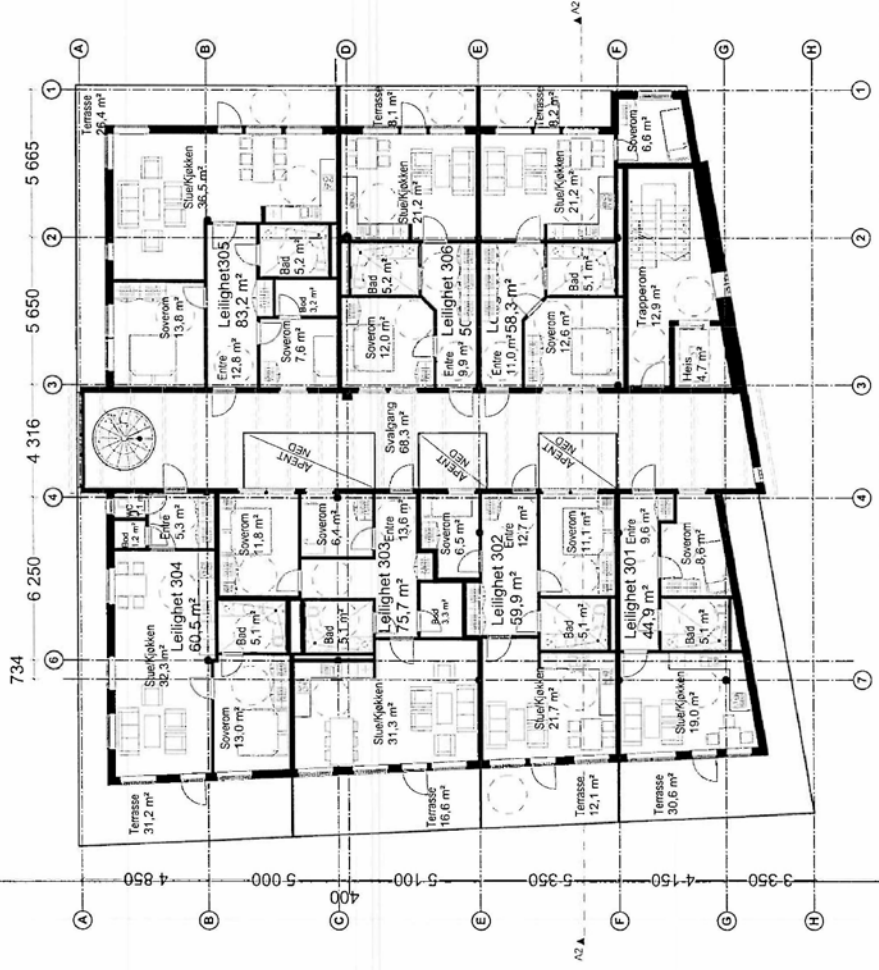 A2
A
B
D
E
F
G
H
1
1
5 665
5 650
4 316
6 250
734
2
2
3
3
4
4
6
7
Terrasse
26,4 m²
Stue/Kjøkken
36,5 m²
Terrasse
8,1 m²
Stue/Kjøkken
21,2 m²
Terrasse
8,2 m²
Stue/Kjøkken
21,2 m²
Soverom
6,6 m²
Soverom
13,8 m²
Leilighet305
83,2 m²
Entre
12,8 m²
Bad
5,2 m²
Bod
3,2 m²
Soverom
7,6 m²
Bad
5,2 m²
Soverom
12,0 m²
Leilighet 306
Entre
9,9 m²
58,3 m²
Entre
11,0 m²
Bad
5,1 m²
Soverom
12,6 m²
Trapperom
12,9 m²
Heis
4,7 m²
Svalgang
68,3 m²
APENT
NED
APENT
NED
APENT
NED
Bod
1,2 m²
Entre
5,3 m²
Stue/Kjøkken
32,3 m²
Leilighet 304
60,5 m²
Soverom
11,8 m²
Bad
5,1 m²
Soverom
13,0 m²
Soverom
6,4 m²
Entre
13,6 m²
Leilighet 303
75,7 m²
Bad
5,1 m²
Bod
3,3 m²
Soverom
6,5 m²
Stue/Kjøkken
31,3 m²
Leilighet 302
59,9 m²
Entre
12,7 m²
Soverom
11,1 m²
Bad
5,1 m²
Stue/Kjøkken
21,7 m²
Leilighet 301
44,9 m²
Entre
9,6 m²
Soverom
8,6 m²
Bad
5,1 m²
Stue/Kjøkken
19,0 m²
Terrasse
31,2 m²
Terrasse
16,6 m²
Terrasse
12,1 m²
Terrasse
30,6 m²
4 850
5 000
400
5 100
5 350
4 150
3 350
A
B
C
E
F
G
H
A2